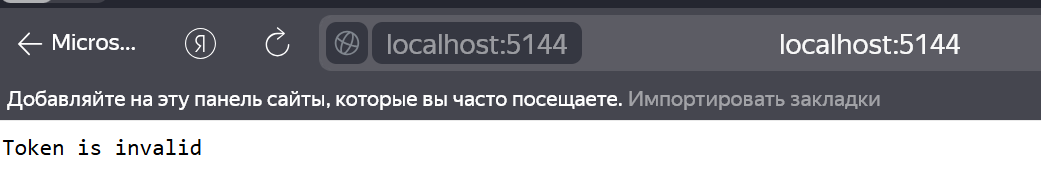 Micros... Я localhost:5144 localhost:5144
Добавляйте на эту панель сайты, которые вы часто посещаете. Импортировать закладки
Token is invalid